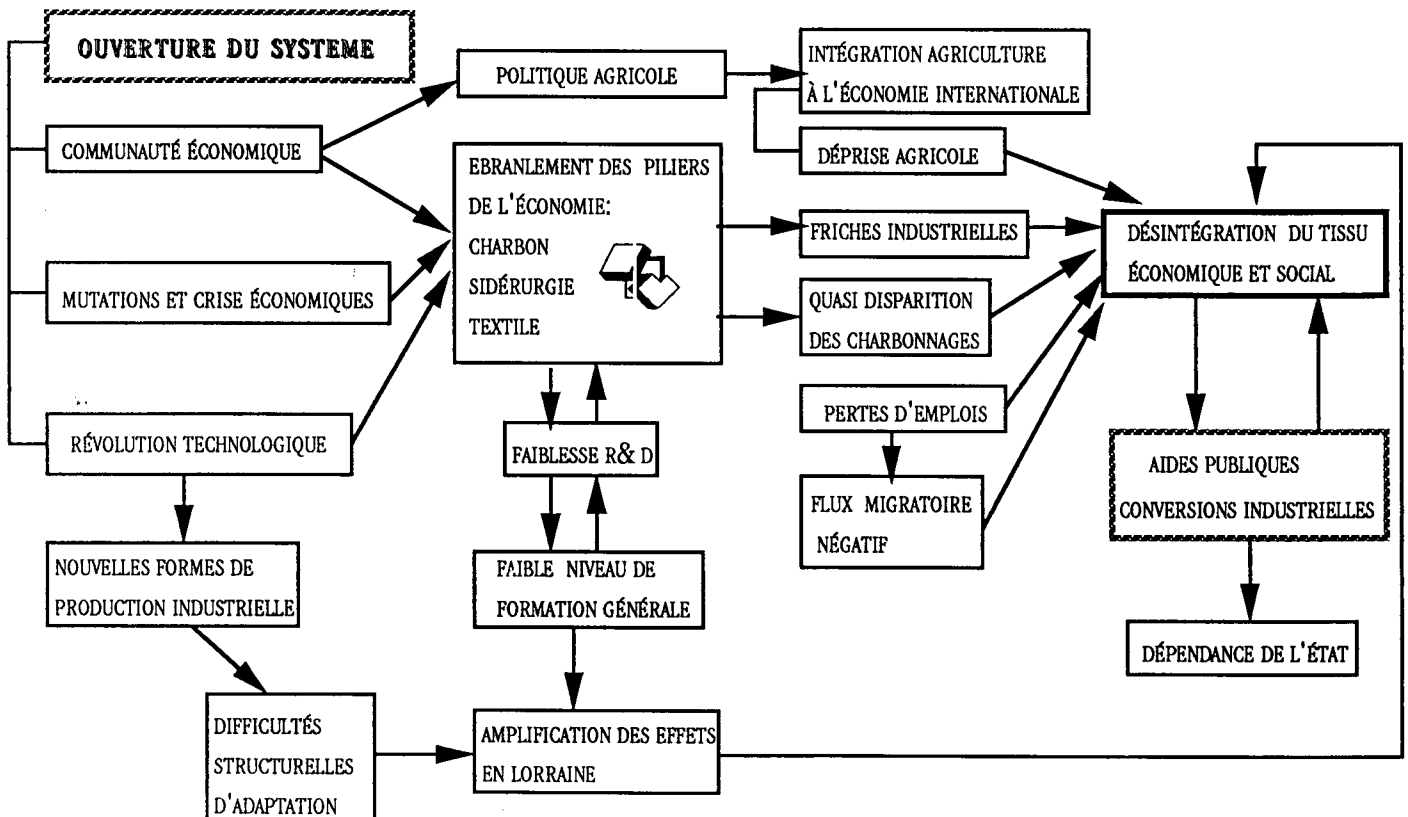 OUVERTURE DU SYSTEME
COMMUNAUTÉ ÉCONOMIQUE
MUTATIONS ET CRISE ÉCONOMIQUES
RÉVOLUTION TECHNOLOGIQUE
NOUVELLES FORMES DE
PRODUCTION INDUSTRIELLE
DIFFICULTÉS
STRUCTURELLES
D'ADAPTATION
POLITIQUE AGRICOLE
EBRANLEMENT DES PILIERS
DE L'ÉCONOMIE:
CHARBON
SIDÉRURGIE
TEXTILE
FAIBLESSE R& D
FAIBLE NIVEAU DE
FORMATION GÉNÉRALE
AMPLIFICATION DES EFFETS
EN LORRAINE
INTÉGRATION AGRICULTURE
À L'ÉCONOMIE INTERNATIONALE
DÉPRISE AGRICOLE
FRICHES INDUSTRIELLES
QUASI DISPARITION
DES CHARBONNAGES
PERTES D'EMPLOIS
FLUX MIGRATOIRE
NÉGATIF
DÉSINTÉGRATION DU TISSU
ÉCONOMIQUE ET SOCIAL
AIDES PUBLIQUES
CONVERSIONS INDUSTRIELLES
DÉPENDANCE DE L'ÉTAT